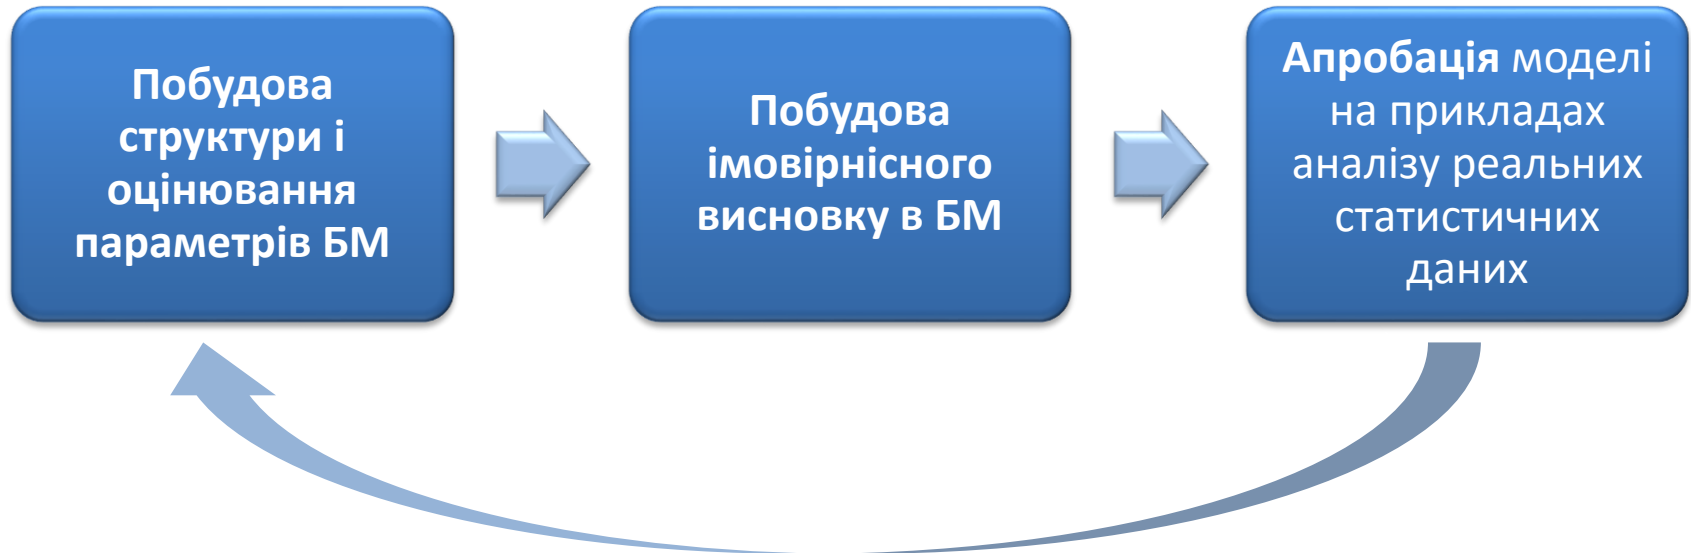 Побудова
структури і
оцінювання
параметрів БМ
Побудова
імовірнісного
висновку в БМ
Апробація моделі
на прикладах
аналізу реальних
статистичних
даних